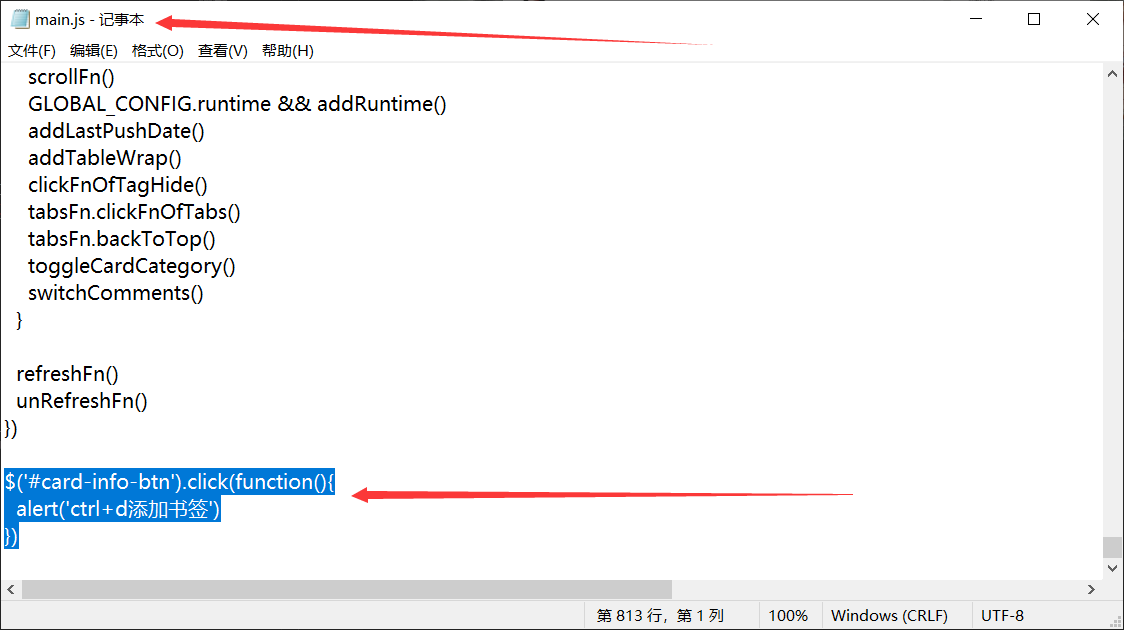 main.js - 记事本
文件(F) 编辑(E) 格式(O) 查看(V) 帮助(H)
scrollFn()
GLOBAL_CONFIG.runtime && addRuntime()
addLastPushDate()
addTableWrap()
clickFnOfTagHide()
tabsFn.clickFnOfTabs()
tabsFn.backToTop()
toggleCardCategory()
switchComments()
}
refreshFn()
unRefreshFn()
})
$('#card-info-btn').click(function(){
alert('ctrl+d添加书签')
})
第 813 行，第 1 列 100% Windows (CRLF) UTF-8